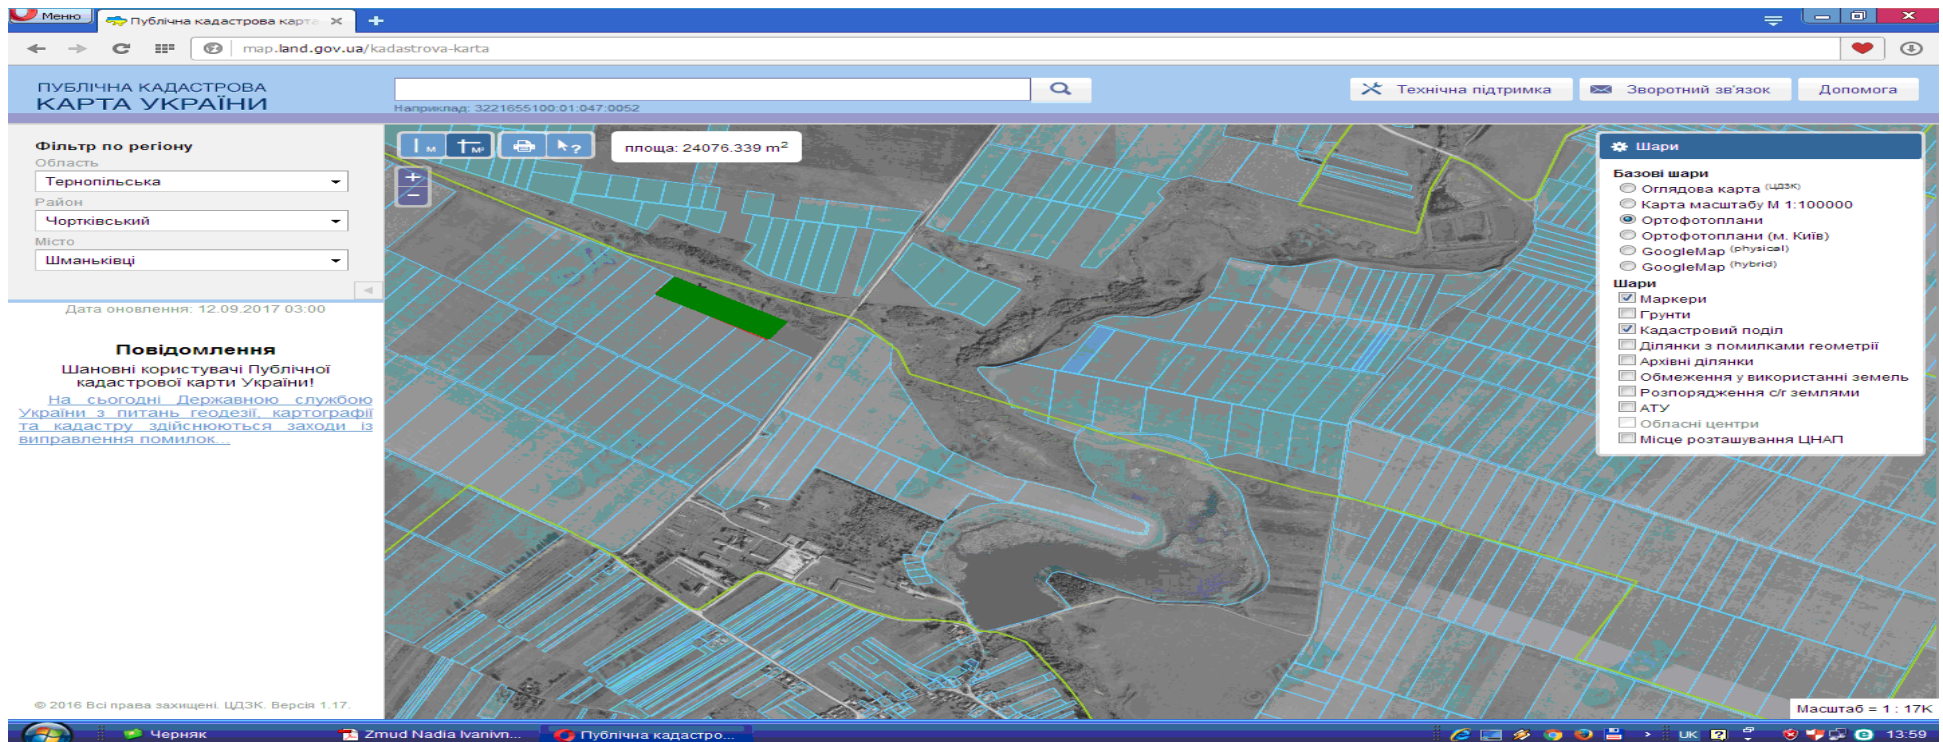 Меню
Публічна кадастрова карта
map.land.gov.ua/kadastrova-karta
ПУБЛІЧНА КАДАСТРОВА
КАРТА УКРАЇНИ
Наприклад: 3221655100:01:047:0052
Технічна підтримка
Зворотний зв'язок
Допомога
Фільтр по регіону
Область
Тернопільська
Район
Чортківський
Місто
Шманьківці
Дата оновлення: 12.09.2017 03:00
Повідомлення
Шановні користувачі Публічної
кадастрової карти України!
На сьогодні Державною службою
України з питань геодезії, картографії
та кадастру здійснюються заходи із
виправлення помилок...
© 2016 Всі права захищені. ЦДЗК. Версія 1.17.
м
м²
?
площа: 24076.339 m²
+
−
Шари
Базові шари
Оглядова карта (ЦДЗК)
Карта масштабу М 1:100000
Ортофотоплани
Ортофотоплани (м. Київ)
GoogleMap (physical)
GoogleMap (hybrid)
Шари
Маркери
Грунти
Кадастровий поділ
Ділянки з помилками геометрії
Архівні ділянки
Обмеження у використанні земель
Розпорядження с/г землями
АТУ
Обласні центри
Місце розташування ЦНАП
Масштаб = 1 : 17K
Черняк
Zmud Nadia Ivanivn...
Публічна кадастро...
UK
13:59